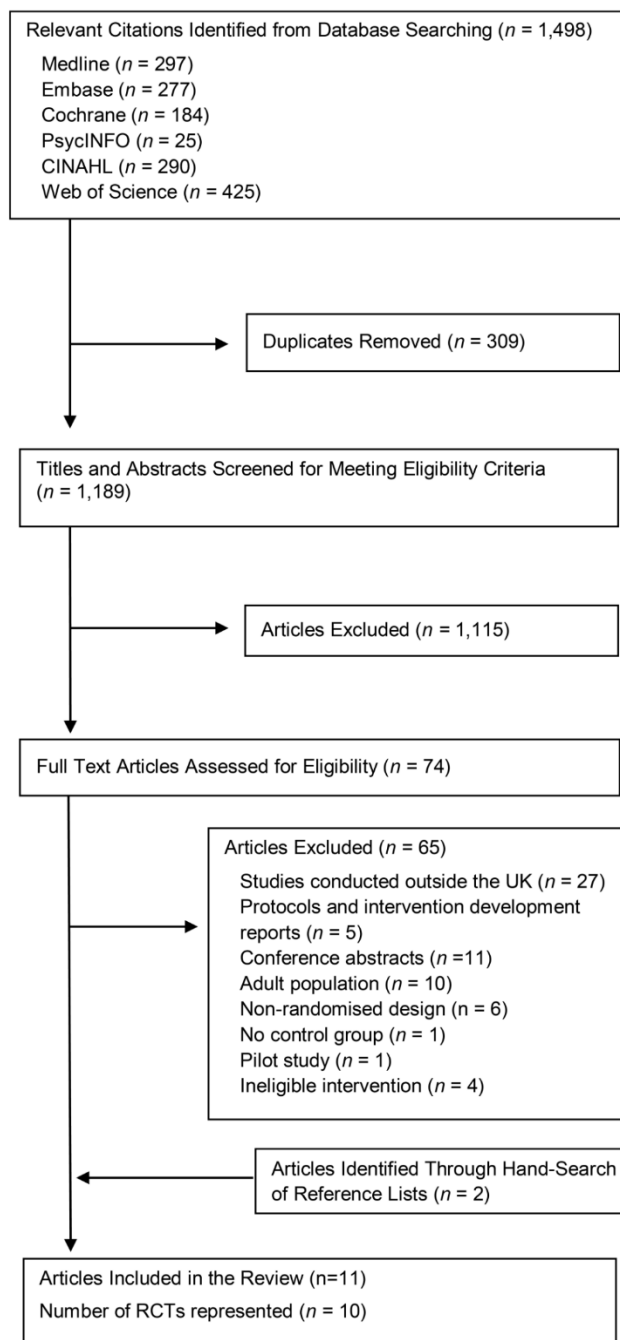 Relevant Citations Identified from Database Searching (n = 1,498)
Medline (n = 297)
Embase (n = 277)
Cochrane (n = 184)
PsycINFO (n = 25)
CINAHL (n = 290)
Web of Science (n = 425)
Duplicates Removed (n = 309)
Titles and Abstracts Screened for Meeting Eligibility Criteria
(n = 1,189)
Articles Excluded (n = 1,115)
Full Text Articles Assessed for Eligibility (n = 74)
Articles Excluded (n = 65)
Studies conducted outside the UK (n = 27)
Protocols and intervention development
reports (n = 5)
Conference abstracts (n =11)
Adult population (n = 10)
Non-randomised design (n = 6)
No control group (n = 1)
Pilot study (n = 1)
Ineligible intervention (n = 4)
Articles Identified Through Hand-Search
of Reference Lists (n = 2)
Articles Included in the Review (n=11)
Number of RCTs represented (n = 10)